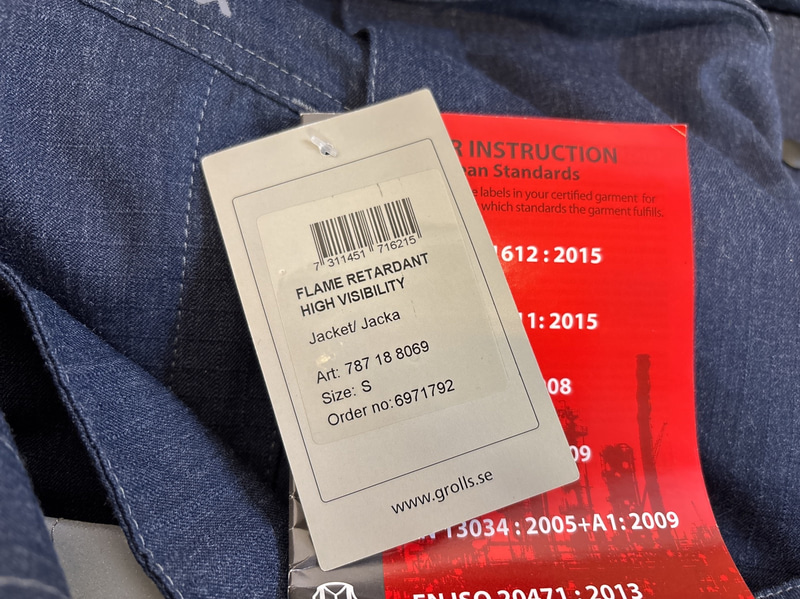 7 311451 716215
FLAME RETARDANT
HIGH VISIBILITY
Jacket/ Jacka
Art: 787 18 8069
Size: S
Order no: 6971792
www.grolls.se
R INSTRUCTION
an Standards
labels in your certified garment for
which standards the garment fulfills.
1612 : 2015
11: 2015
08
09
13034 : 2005+A1: 2009
EN ISO 20471 : 2013